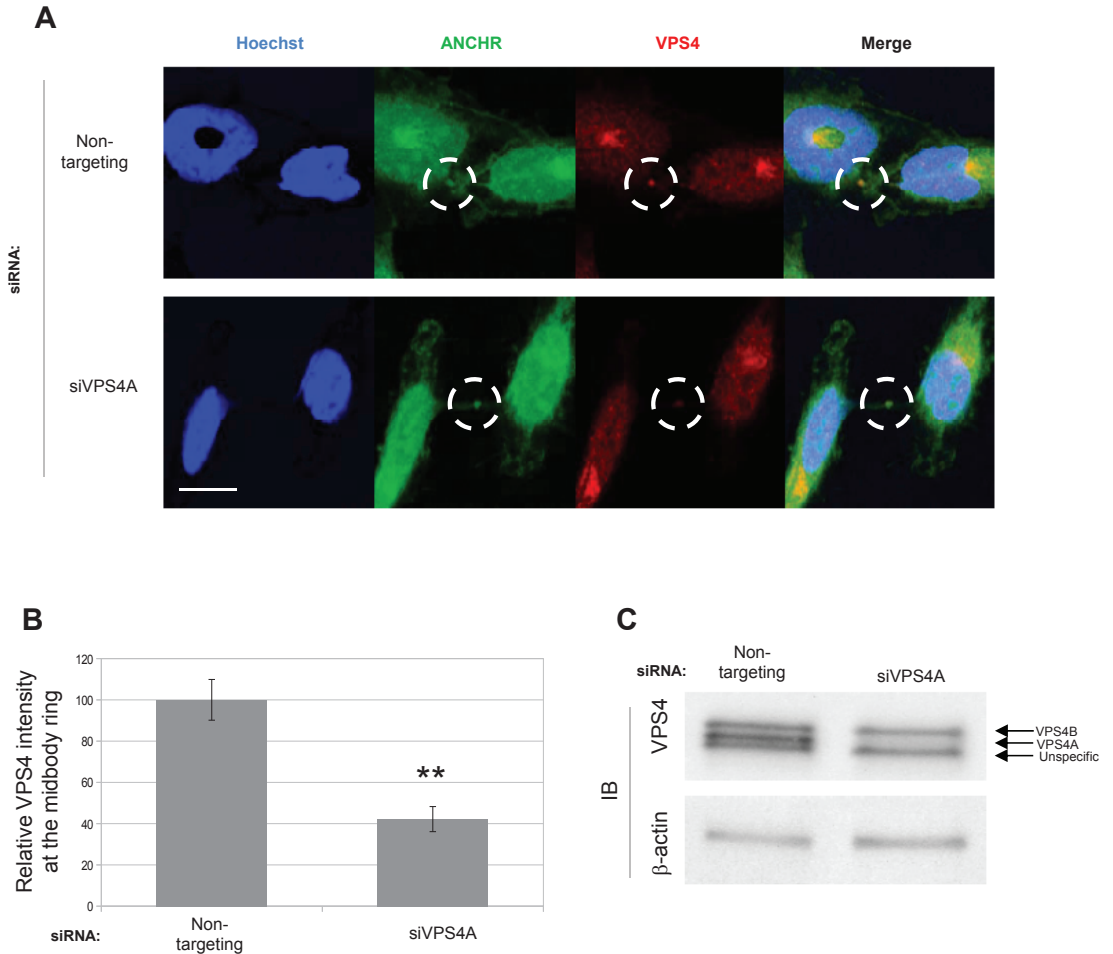 A
Hoechst
ANCHR
VPS4
Merge
siRNA:
Non-
targeting
siVPS4A
B
Relative VPS4 intensity
at the midbody ring
120
100
80
60
40
20
0
**
siRNA:
Non-
targeting
siVPS4A
C
siRNA:
Non-
targeting
siVPS4A
IB
VPS4
VPS4B
VPS4A
Unspecific
β-actin